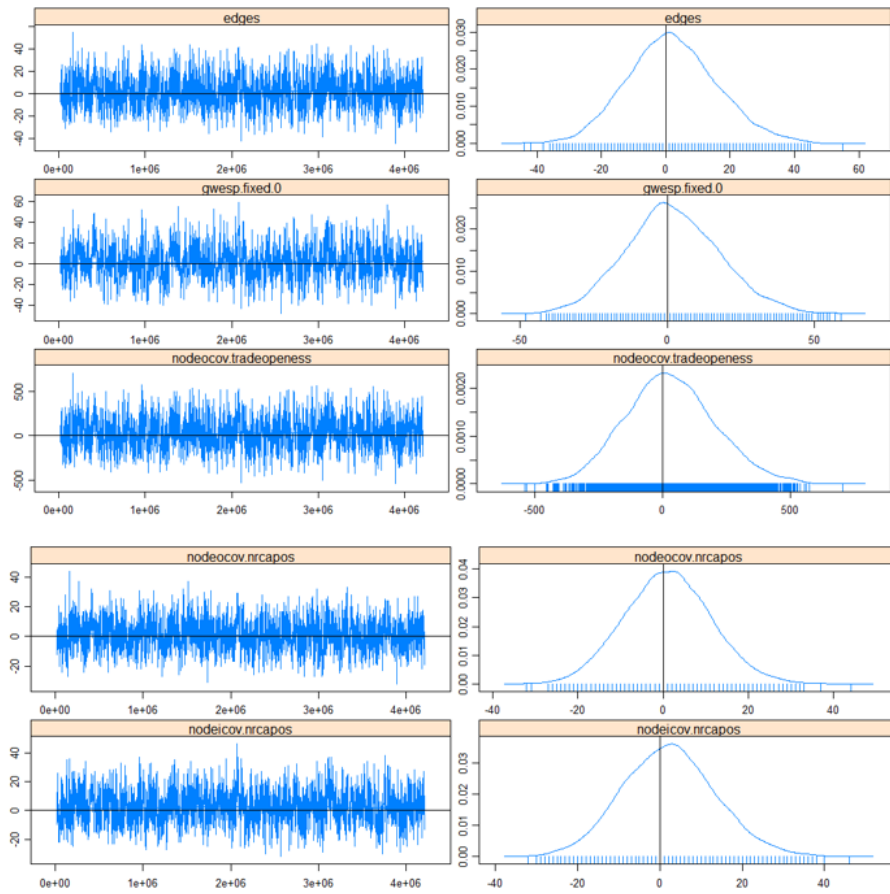 edges edges
40
20
0
-20
-40
0e+00 1e+06 2e+06 3e+06 4e+06
0.030
0.020
0.010
0.000
-40 -20 0 20 40 60
gwesp.fixed.0 gwesp.fixed.0
60
40
20
0
-20
-40
0e+00 1e+06 2e+06 3e+06 4e+06
0.020
0.010
0.000
-50 0 50
nodeocov.tradeopeness nodeocov.tradeopeness
500
0
-500
0e+00 1e+06 2e+06 3e+06 4e+06
0.0020
0.0010
0.0000
-500 0 500
nodeocov.nrcapos nodeocov.nrcapos
40
20
0
-20
0e+00 1e+06 2e+06 3e+06 4e+06
0.04
0.03
0.02
0.01
0.00
-40 -20 0 20 40
nodeicov.nrcapos nodeicov.nrcapos
40
20
0
-20
0e+00 1e+06 2e+06 3e+06 4e+06
0.03
0.02
0.01
0.00
-40 -20 0 20 40